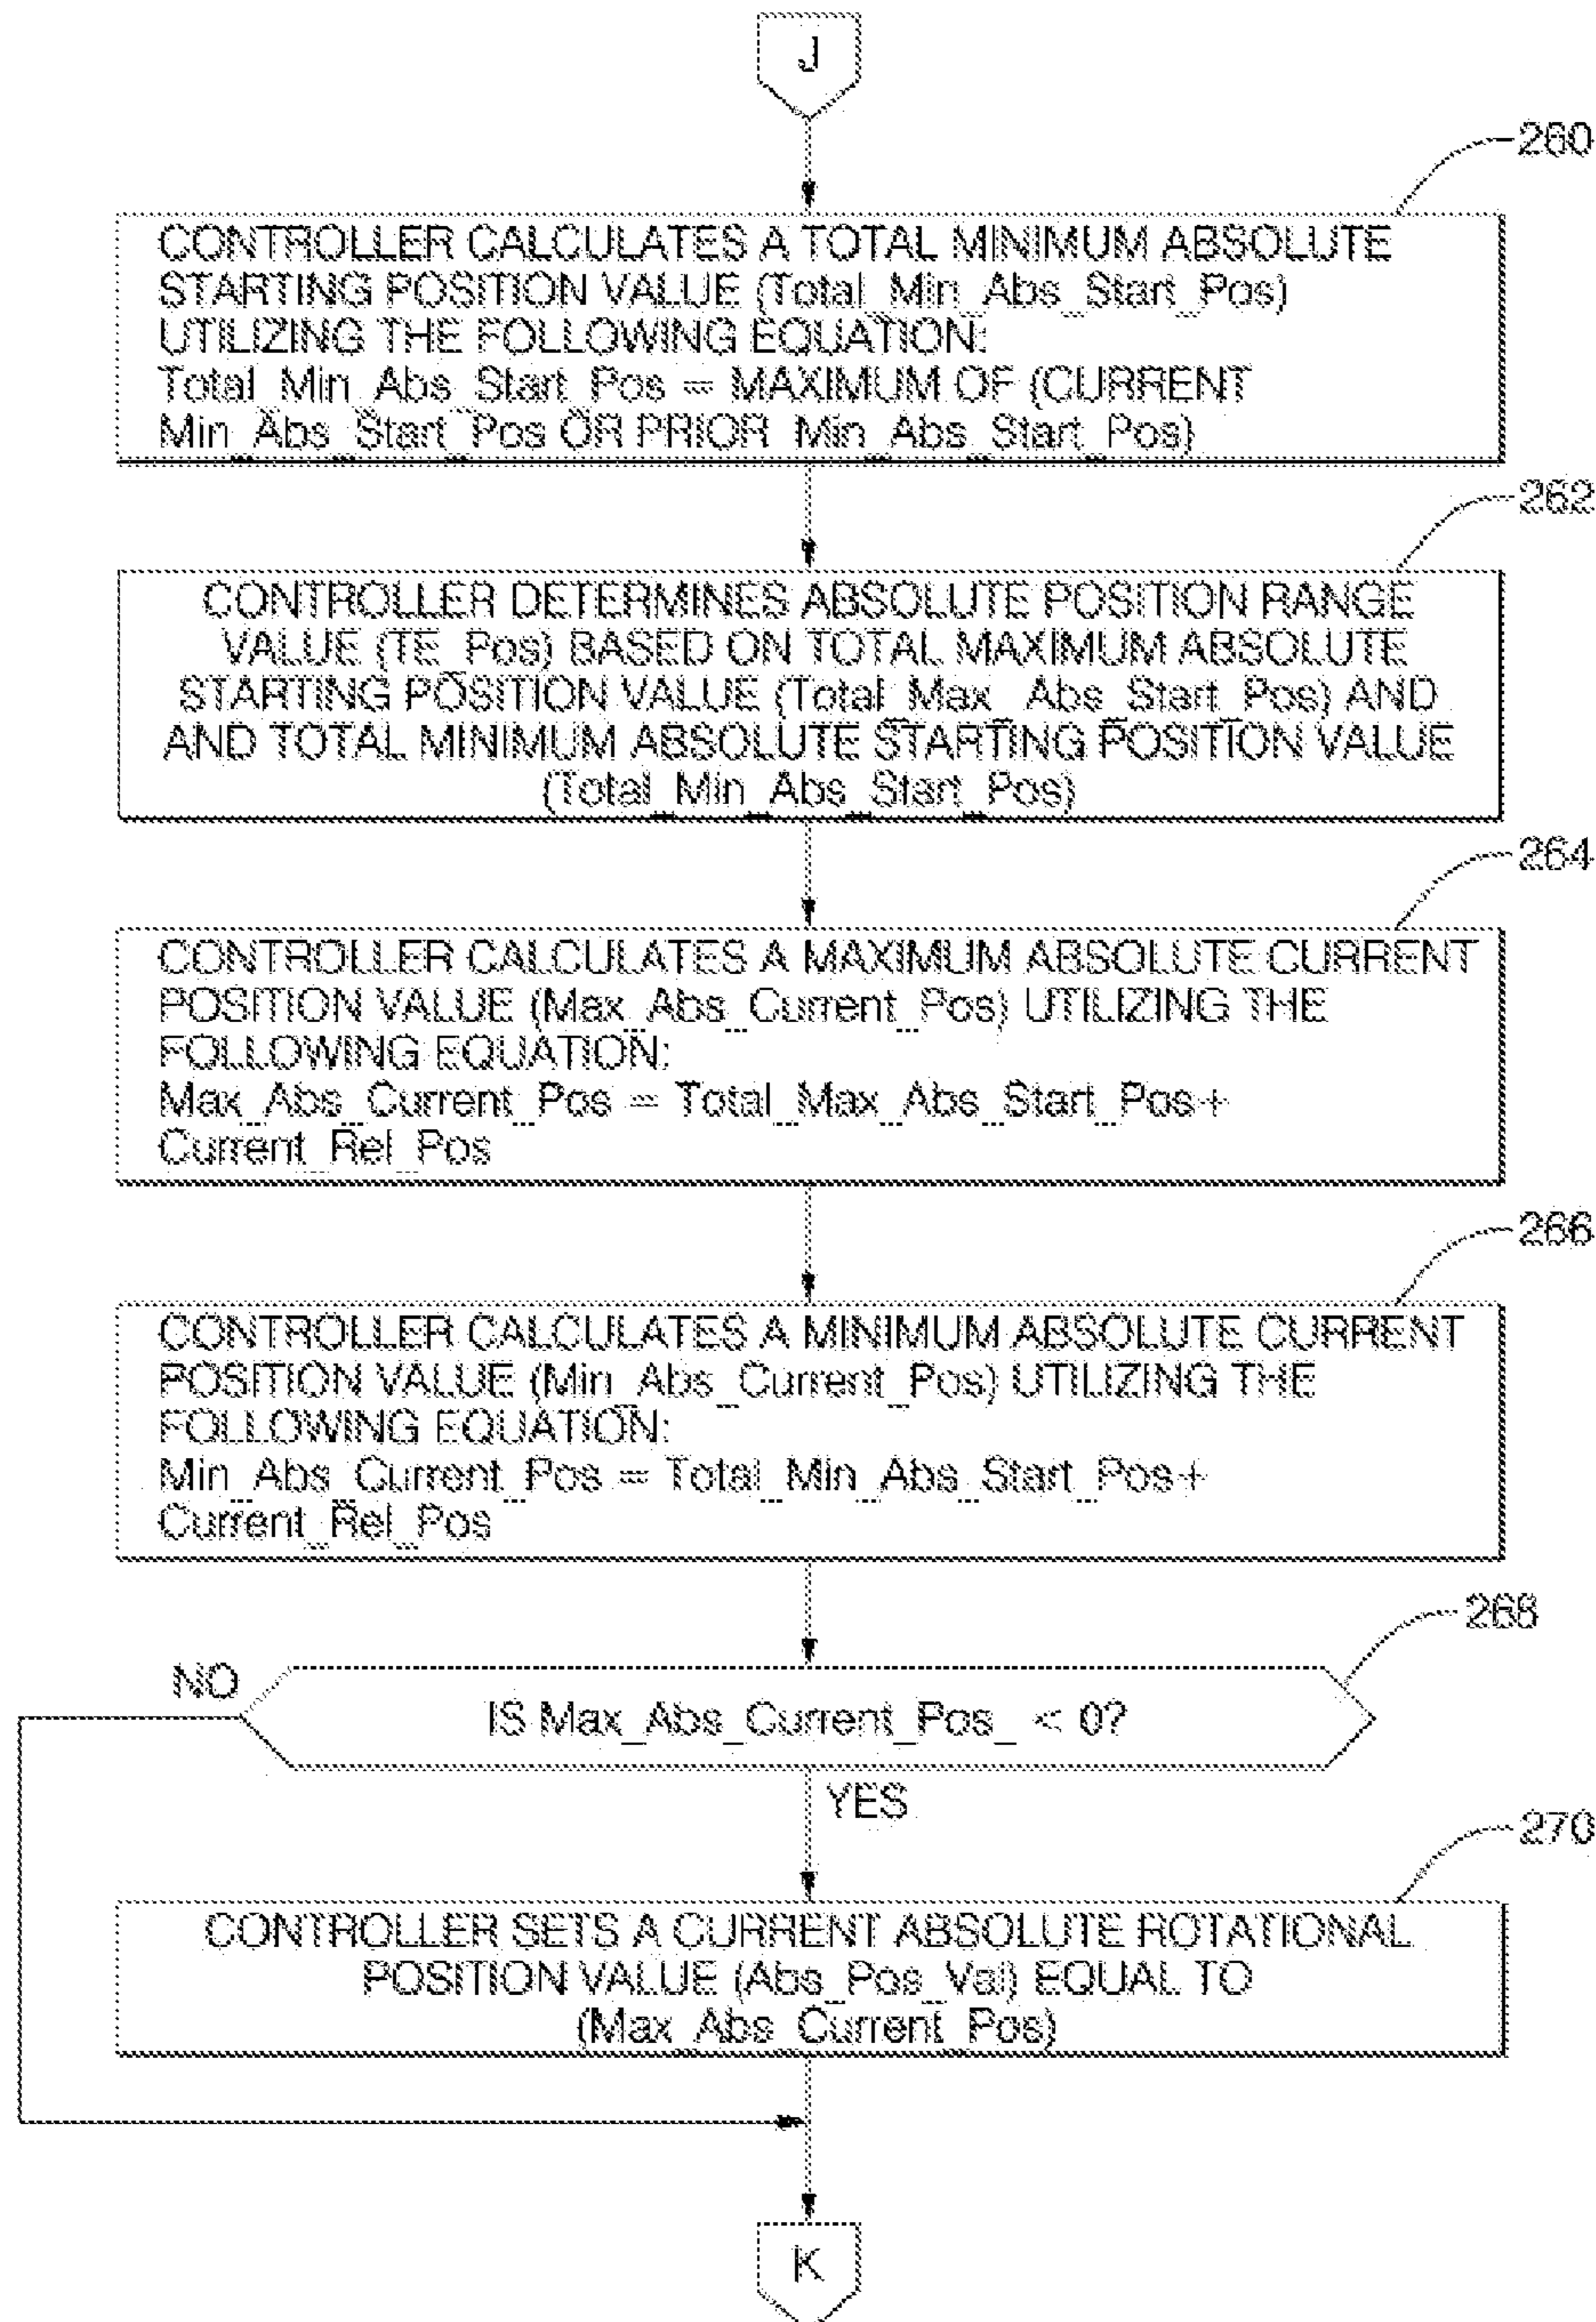 J
260
CONTROLLER CALCULATES A TOTAL MINIMUM ABSOLUTE
STARTING POSITION VALUE (Total_Min_Abs_Start_Pos)
UTILIZING THE FOLLOWING EQUATION:
Total_Min_Abs_Start_Pos = MAXIMUM OF (CURRENT
Min_Abs_Start_Pos OR PRIOR Min_Abs_Start_Pos)
262
CONTROLLER DETERMINES ABSOLUTE POSITION RANGE
VALUE (TE_Pos) BASED ON TOTAL MAXIMUM ABSOLUTE
STARTING POSITION VALUE (Total_Max_Abs_Start_Pos) AND
AND TOTAL MINIMUM ABSOLUTE STARTING POSITION VALUE
(Total_Min_Abs_Start_Pos)
264
CONTROLLER CALCULATES A MAXIMUM ABSOLUTE CURRENT
POSITION VALUE (Max_Abs_Current_Pos) UTILIZING THE
FOLLOWING EQUATION:
Max_Abs_Current_Pos = Total_Max_Abs_Start_Pos+
Current_Rel_Pos
266
CONTROLLER CALCULATES A MINIMUM ABSOLUTE CURRENT
POSITION VALUE (Min_Abs_Current_Pos) UTILIZING THE
FOLLOWING EQUATION:
Min_Abs_Current_Pos = Total_Min_Abs_Start_Pos+
Current_Rel_Pos
268
NO
IS Max_Abs_Current_Pos_ < 0?
YES
270
CONTROLLER SETS A CURRENT ABSOLUTE ROTATIONAL
POSITION VALUE (Abs_Pos_Val) EQUAL TO
(Max_Abs_Current_Pos)
K